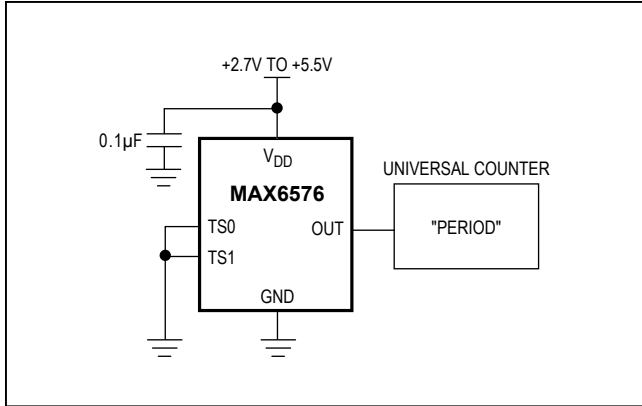 +2.7V TO +5.5V
0.1µF
VDD
MAX6576
TS0
TS1
OUT
GND
UNIVERSAL COUNTER
"PERIOD"